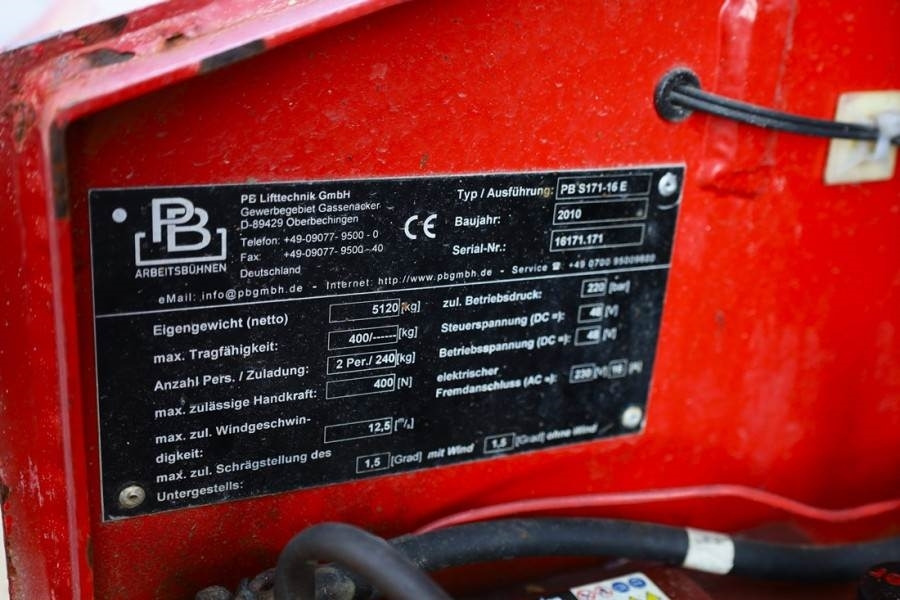 PB
ARBEITSBÜHNEN
PB Lifttechnik GmbH
Gewerbegebiet Gassenäcker
D-89429 Oberbechingen
Telefon: +49-09077- 9500 - 0
Fax: +49-09077- 9500 - 40
Deutschland
CE
Typ / Ausführung: PB S171-16 E
Baujahr: 2010
Serial-Nr.: 16171.171
eMail: info@pbgmbh.de - Internet: http://www.pbgmbh.de - Service ☎ +49 0700 95009800
Eigengewicht (netto) 5120 [kg]
max. Tragfähigkeit: 400/------ [kg]
Anzahl Pers. / Zuladung: 2 Per./ 240 [kg]
max. zulässige Handkraft: 400 [N]
max. zul. Windgeschwin-
digkeit: 12,5 [m/s]
max. zul. Schrägstellung des
Untergestells: 1,5 [Grad] mit Wind 1,5 [Grad] ohne Wind
zul. Betriebsdruck: 220 [bar]
Steuerspannung (DC =): 48 [V]
Betriebsspannung (DC =): 48 [V]
elektrischer
Fremdanschluss (AC ≈): 230 [V] 16 [A]